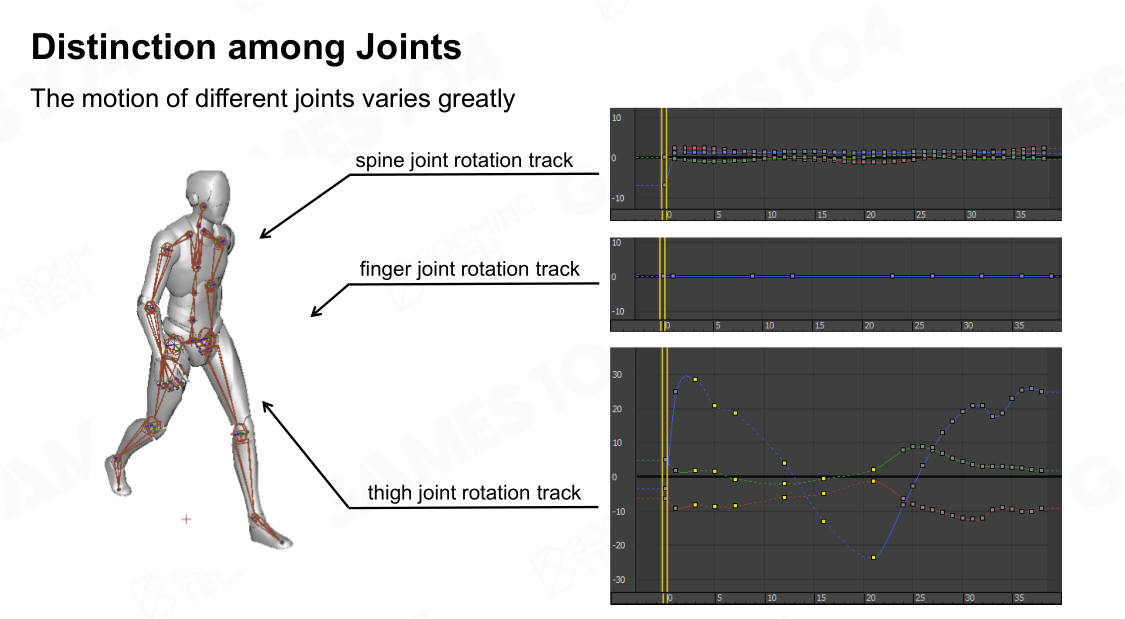 Distinction among Joints
The motion of different joints varies greatly
spine joint rotation track
finger joint rotation track
thigh joint rotation track
10
0
-10
0 5 10 15 20 25 30 35
10
0
-10
0 5 10 15 20 25 30 35
30
20
10
0
-10
-20
-30
0 5 10 15 20 25 30 35
GAMES104
BOOMING
TECH